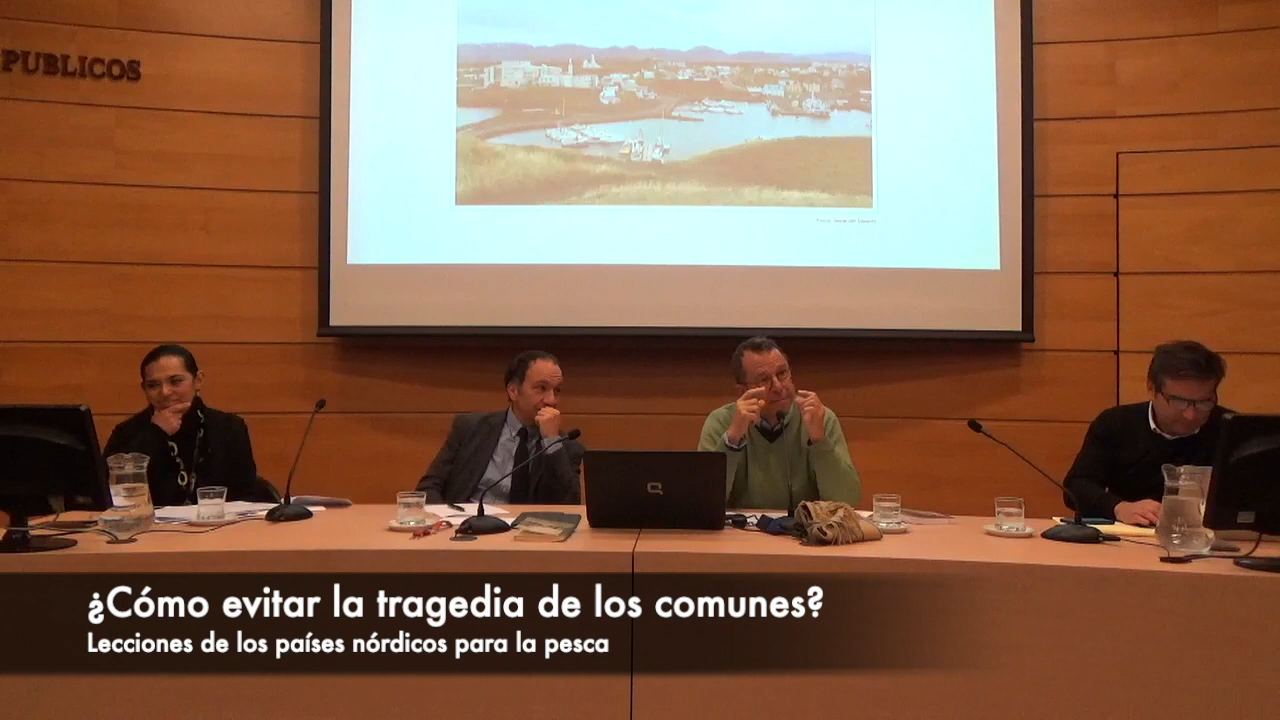 PUBLICOS
¿Cómo evitar la tragedia de los comunes?
Lecciones de los países nórdicos para la pesca